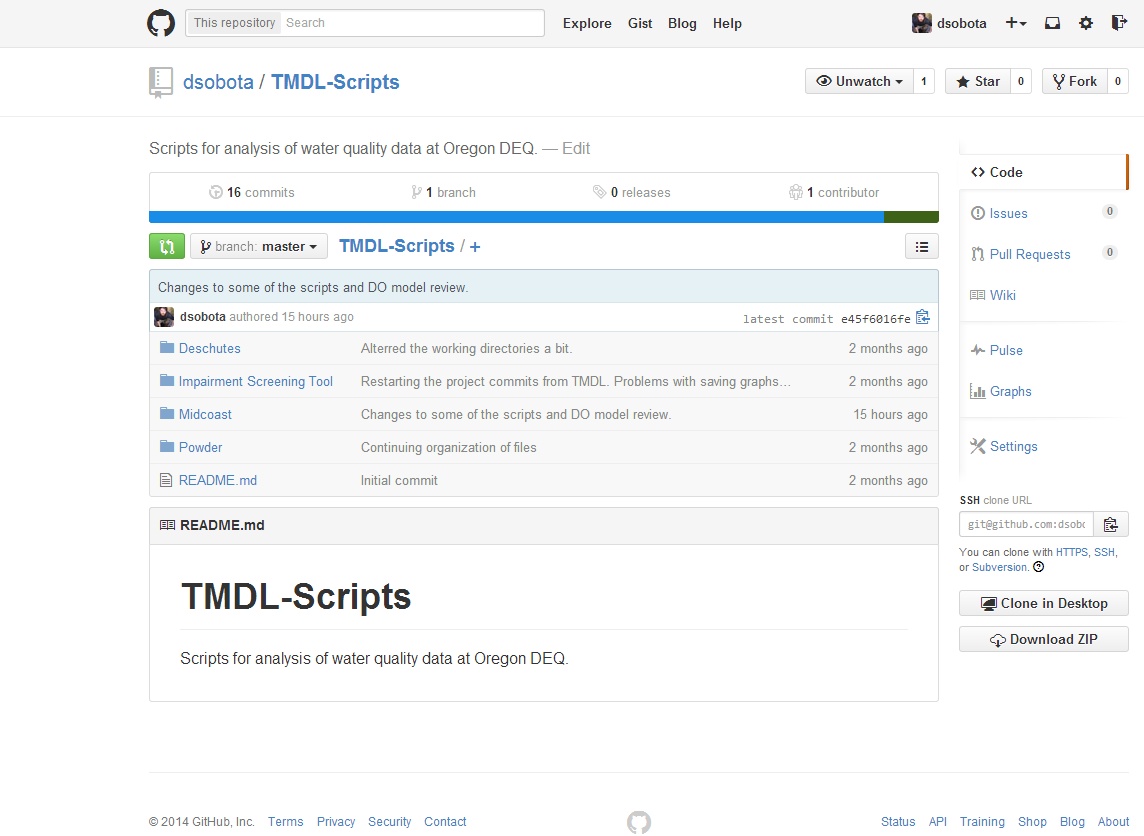 This repository Search Explore Gist Blog Help dsobota
dsobota / TMDL-Scripts Unwatch 1 Star 0 Fork 0
Scripts for analysis of water quality data at Oregon DEQ. — Edit
16 commits 1 branch 0 releases 1 contributor
branch: master TMDL-Scripts / +
Changes to some of the scripts and DO model review.
dsobota authored 15 hours ago latest commit e45f6016fe
Deschutes Alterred the working directories a bit. 2 months ago
Impairment Screening Tool Restarting the project commits from TMDL. Problems with saving graphs… 2 months ago
Midcoast Changes to some of the scripts and DO model review. 15 hours ago
Powder Continuing organization of files 2 months ago
README.md Initial commit 2 months ago
README.md
TMDL-Scripts
Scripts for analysis of water quality data at Oregon DEQ.
Code
Issues 0
Pull Requests 0
Wiki
Pulse
Graphs
Settings
SSH clone URL
git@github.com:dsobo
You can clone with HTTPS, SSH,
or Subversion.
Clone in Desktop
Download ZIP
© 2014 GitHub, Inc. Terms Privacy Security Contact Status API Training Shop Blog About